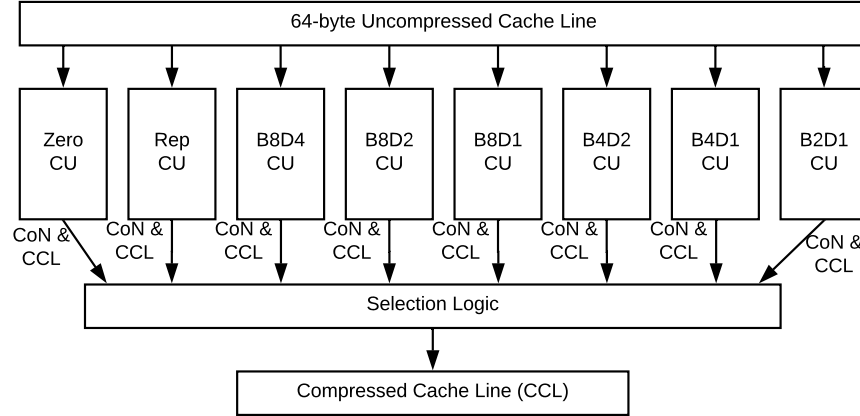 64-byte Uncompressed Cache Line
Zero
CU
Rep
CU
B8D4
CU
B8D2
CU
B8D1
CU
B4D2
CU
B4D1
CU
B2D1
CU
CoN &
CCL
CoN &
CCL
CoN &
CCL
CoN &
CCL
CoN &
CCL
CoN &
CCL
CoN &
CCL
CoN &
CCL
Selection Logic
Compressed Cache Line (CCL)